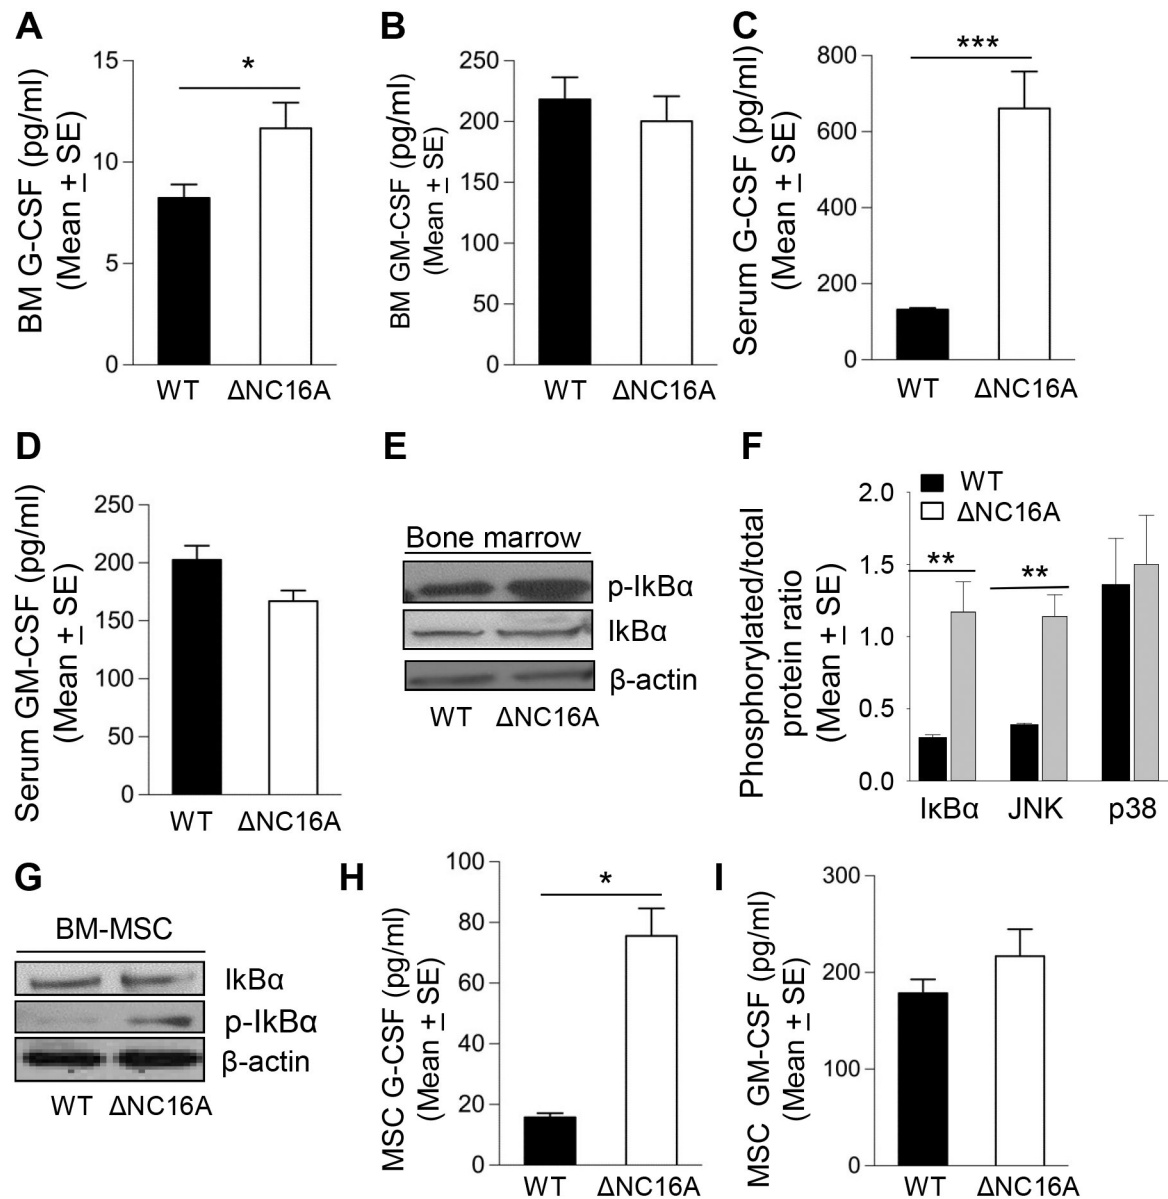 A
BM G-CSF (pg/ml)
(Mean ± SE)
15
10
5
0
*
WT ΔNC16A
B
BM GM-CSF (pg/ml)
(Mean ± SE)
250
200
150
200
50
0
WT ΔNC16A
C
Serum G-CSF (pg/ml)
(Mean ± SE)
800
600
400
200
0
***
WT ΔNC16A
D
Serum GM-CSF (pg/ml)
(Mean ± SE)
250
200
150
100
50
0
WT ΔNC16A
E
Bone marrow
p-IkBα
IkBα
β-actin
WT ΔNC16A
F
Phosphorylated/total
protein ratio
(Mean ± SE)
2.0
1.5
1.0
0.5
0.0
WT
ΔNC16A
**
**
IκBα JNK p38
G
BM-MSC
IkBα
p-IkBα
β-actin
WT ΔNC16A
H
MSC G-CSF (pg/ml)
(Mean ± SE)
100
80
60
40
20
0
*
WT ΔNC16A
I
MSC GM-CSF (pg/ml)
(Mean ± SE)
300
200
100
0
WT ΔNC16A